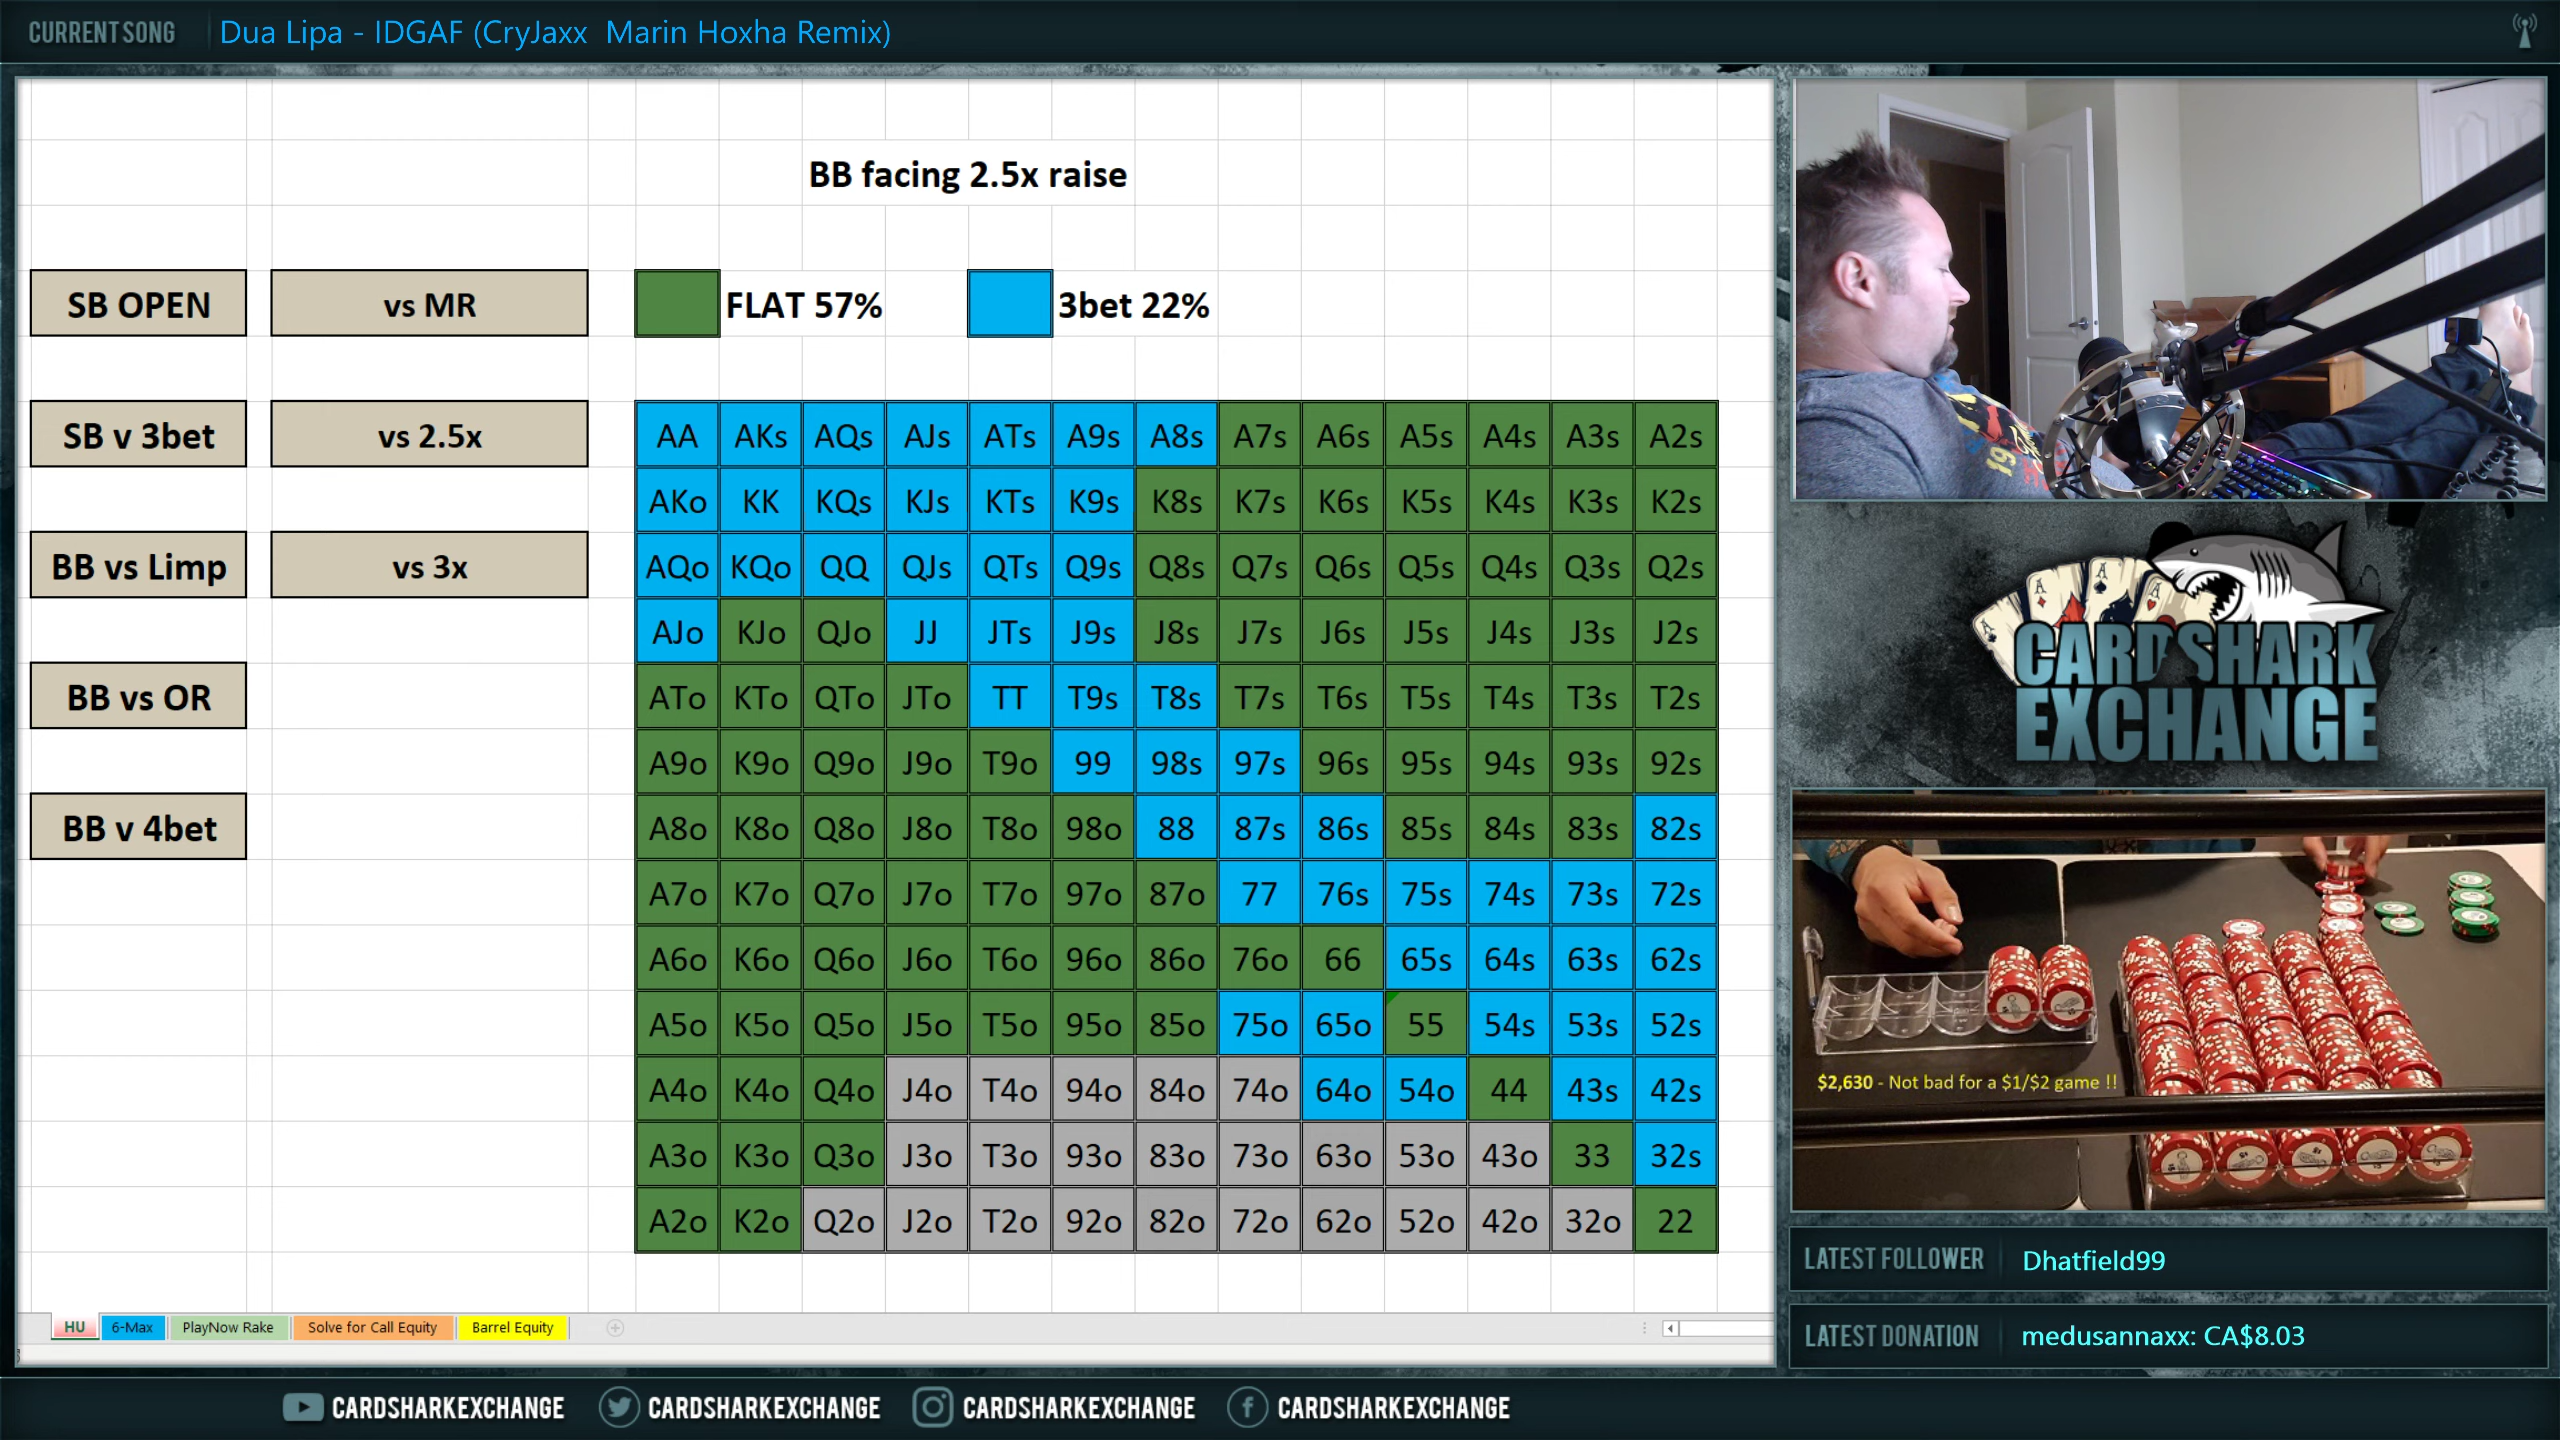 CURRENT SONG Dua Lipa - IDGAF (CryJaxx  Marin Hoxha Remix)
BB facing 2.5x raise
SB OPEN vs MR FLAT 57% 3bet 22%
SB v 3bet vs 2.5x
BB vs Limp vs 3x
BB vs OR
BB v 4bet
AA AKs AQs AJs ATs A9s A8s A7s A6s A5s A4s A3s A2s
AKo KK KQs KJs KTs K9s K8s K7s K6s K5s K4s K3s K2s
AQo KQo QQ QJs QTs Q9s Q8s Q7s Q6s Q5s Q4s Q3s Q2s
AJo KJo QJo JJ JTs J9s J8s J7s J6s J5s J4s J3s J2s
ATo KTo QTo JTo TT T9s T8s T7s T6s T5s T4s T3s T2s
A9o K9o Q9o J9o T9o 99 98s 97s 96s 95s 94s 93s 92s
A8o K8o Q8o J8o T8o 98o 88 87s 86s 85s 84s 83s 82s
A7o K7o Q7o J7o T7o 97o 87o 77 76s 75s 74s 73s 72s
A6o K6o Q6o J6o T6o 96o 86o 76o 66 65s 64s 63s 62s
A5o K5o Q5o J5o T5o 95o 85o 75o 65o 55 54s 53s 52s
A4o K4o Q4o J4o T4o 94o 84o 74o 64o 54o 44 43s 42s
A3o K3o Q3o J3o T3o 93o 83o 73o 63o 53o 43o 33 32s
A2o K2o Q2o J2o T2o 92o 82o 72o 62o 52o 42o 32o 22
HU 6-Max PlayNow Rake Solve for Call Equity Barrel Equity
CARD SHARK
EXCHANGE
$2,630 - Not bad for a $1/$2 game !!
LATEST FOLLOWER Dhatfield99
LATEST DONATION medusannaxx: CA$8.03
CARDSHARKEXCHANGE CARDSHARKEXCHANGE CARDSHARKEXCHANGE CARDSHARKEXCHANGE